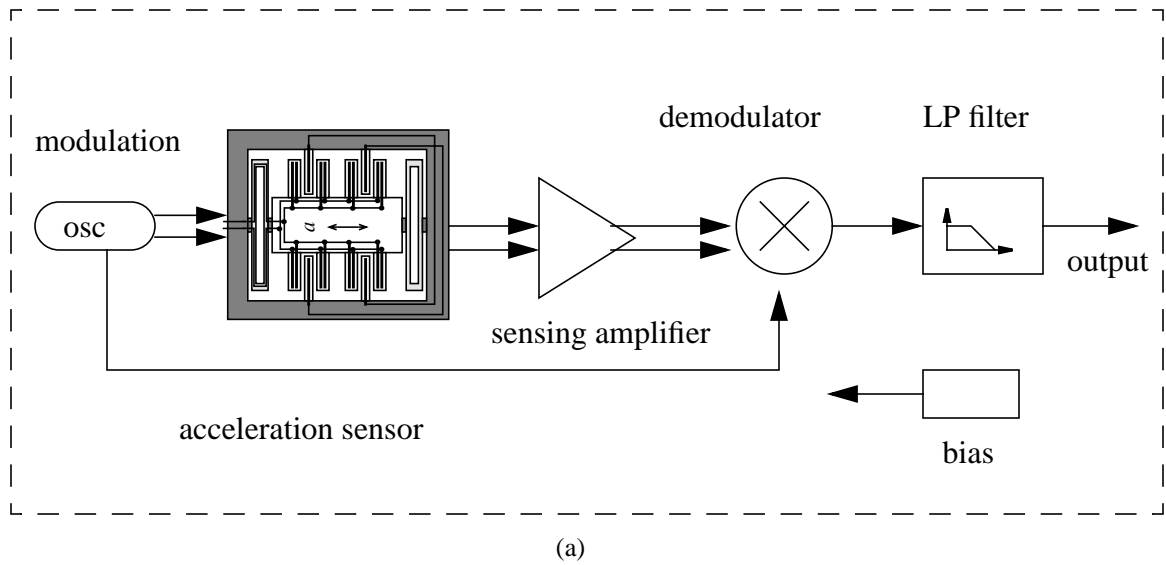 demodulator
LP filter
modulation
osc
a
output
sensing amplifier
acceleration sensor
bias
(a)